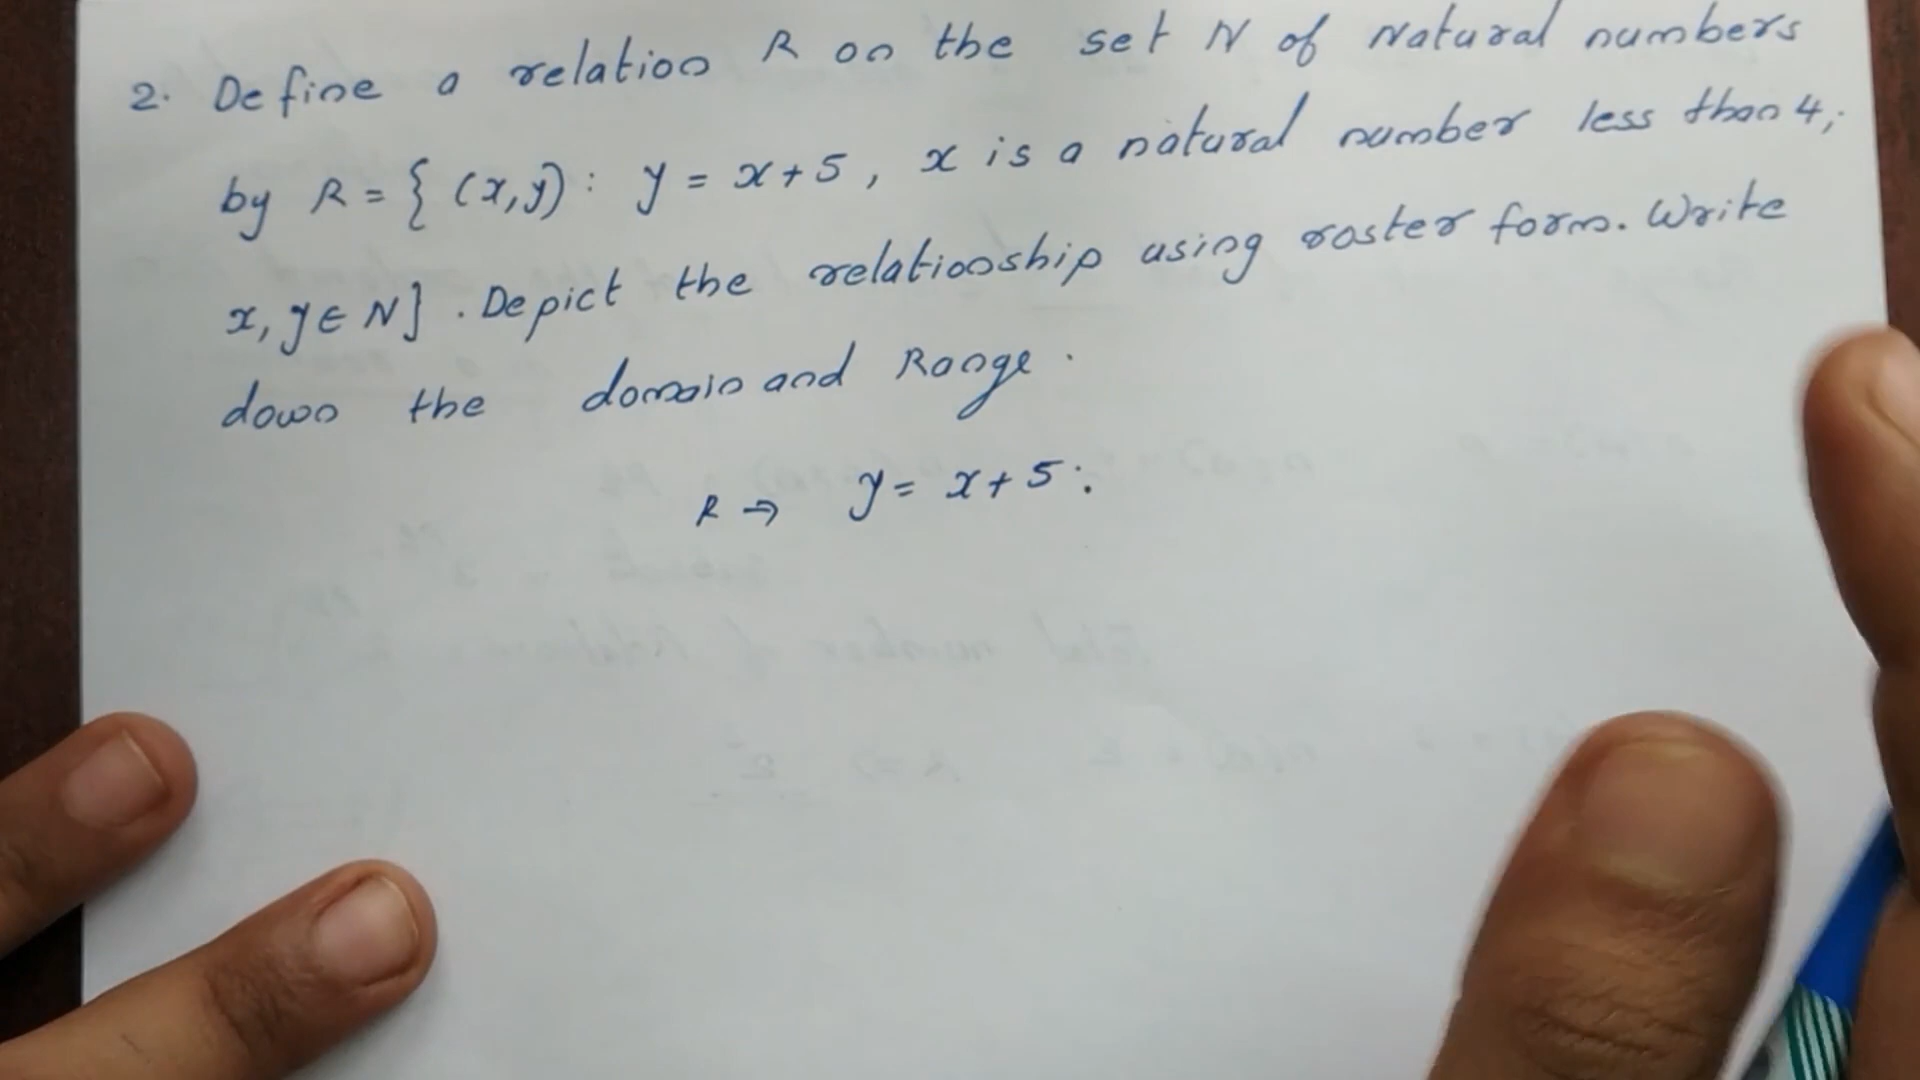 2. Define a relation R on the set N of Natural numbers
by R = { (x,y) : y = x+5, x is a natural number less than 4;
x, y ∈ N} . Depict the relationship using roster form. Write
down the domain and Range.
R → y = x+5 :